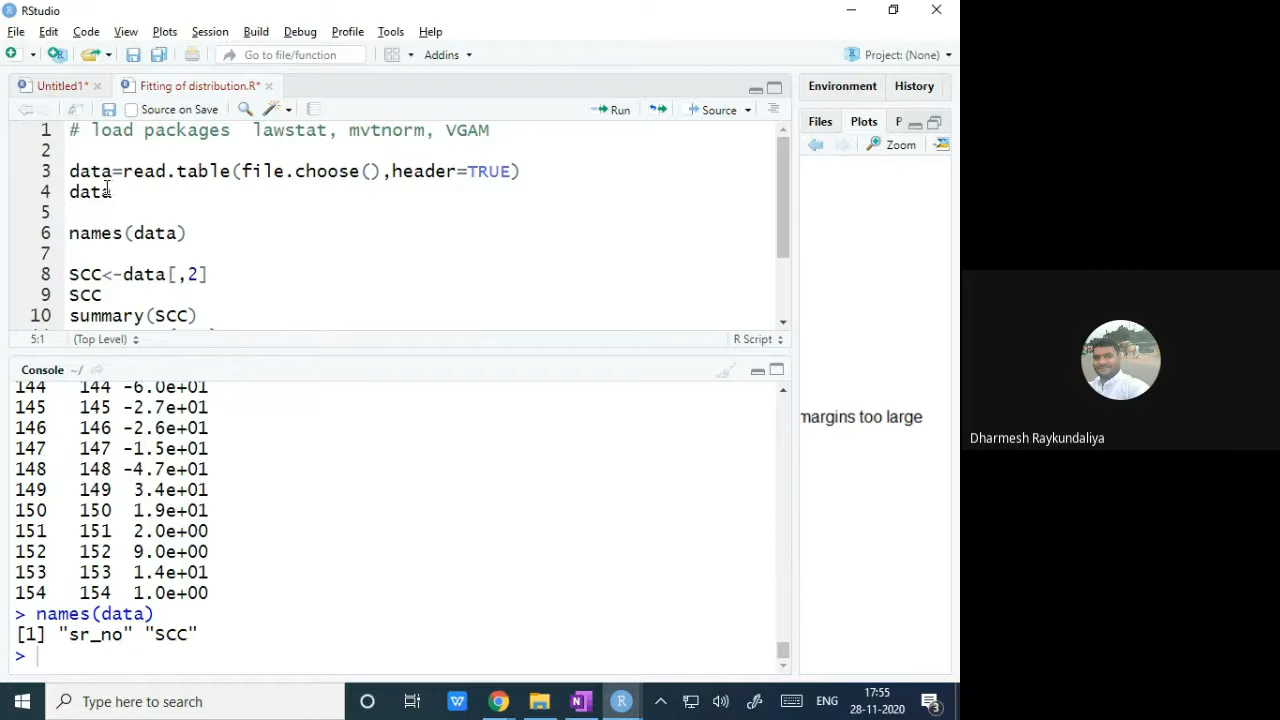 RStudio
File Edit Code View Plots Session Build Debug Profile Tools Help
Go to file/function Addins Project: (None)
Untitled1* Fitting of distribution.R*
Source on Save Run Source
1 # load packages  lawstat, mvtnorm, VGAM
2
3 data=read.table(file.choose(),header=TRUE)
4 data
5
6 names(data)
7
8 SCC<-data[,2]
9 SCC
10 summary(SCC)
5:1 (Top Level) R Script
Console ~/
144 144 -6.0e+01
145 145 -2.7e+01
146 146 -2.6e+01
147 147 -1.5e+01
148 148 -4.7e+01
149 149 3.4e+01
150 150 1.9e+01
151 151 2.0e+00
152 152 9.0e+00
153 153 1.4e+01
154 154 1.0e+00
> names(data)
[1] "sr_no" "SCC"
>
Environment History
Files Plots P
Zoom
margins too large
Dharmesh Raykundaliya
Type here to search
ENG
17:55
28-11-2020
3